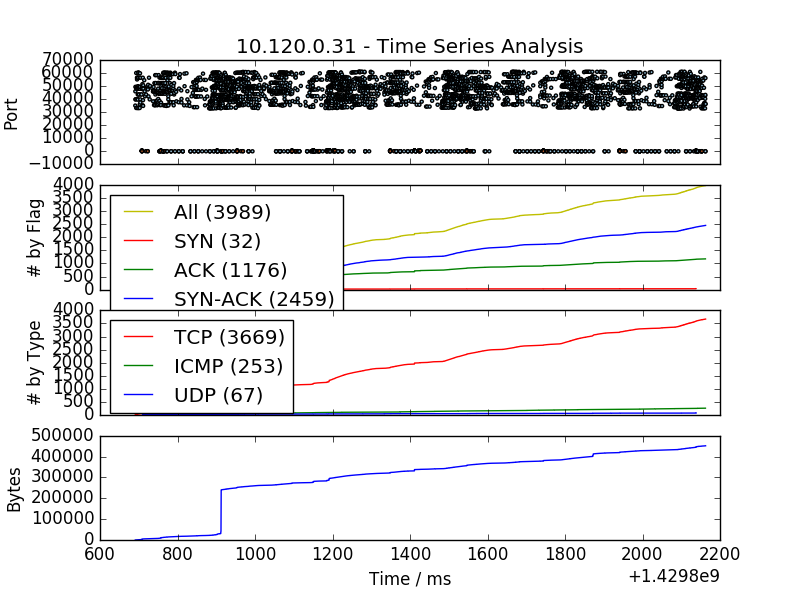 10.120.0.31 - Time Series Analysis
70000
60000
50000
40000
30000
20000
10000
0
−10000
Port
4000
3500
3000
2500
2000
1500
1000
500
0
# by Flag
All (3989)
SYN (32)
ACK (1176)
SYN-ACK (2459)
4000
3500
3000
2500
2000
1500
1000
500
0
# by Type
TCP (3669)
ICMP (253)
UDP (67)
500000
400000
300000
200000
100000
0
Bytes
600 800 1000 1200 1400 1600 1800 2000 2200
Time / ms
+1.4298e9